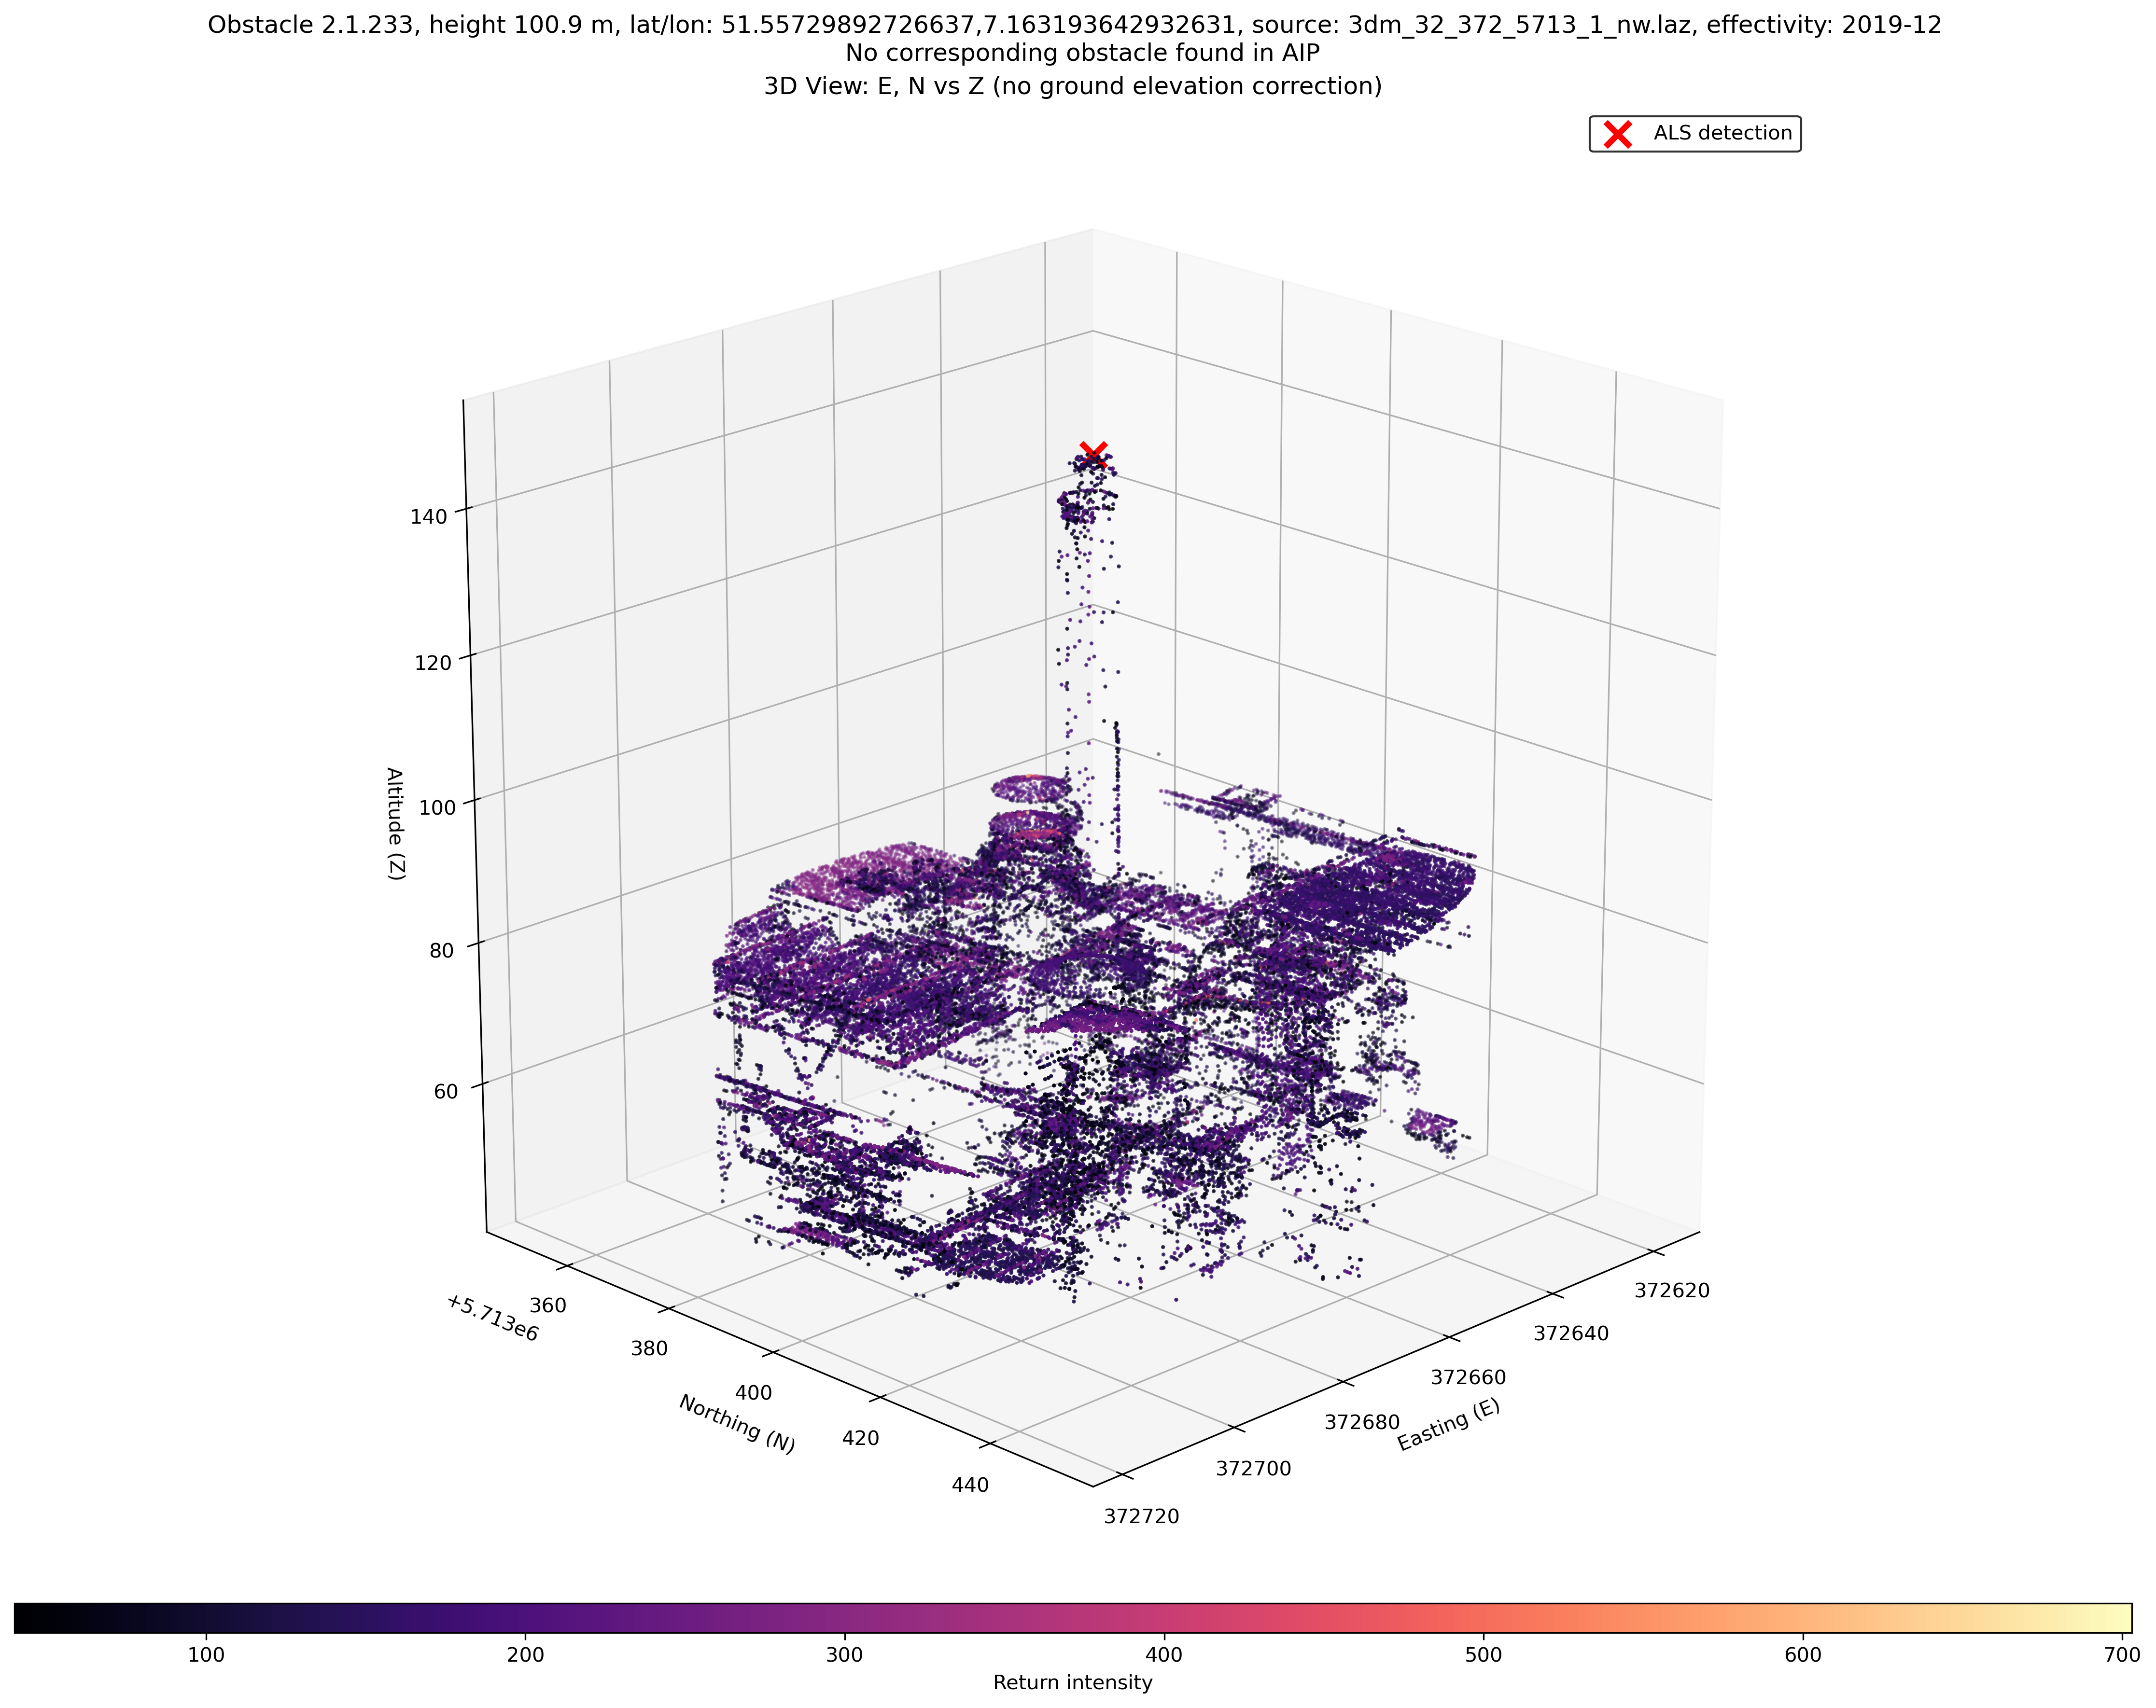 Obstacle 2.1.233, height 100.9 m, lat/lon: 51.55729892726637,7.163193642932631, source: 3dm_32_372_5713_1_nw.laz, effectivity: 2019-12
No corresponding obstacle found in AIP
3D View: E, N vs Z (no ground elevation correction)
ALS detection
140
120
100
80
60
Altitude (Z)
+5.713e6
360
380
400
420
440
Northing (N)
372620
372640
372660
372680
372700
372720
Easting (E)
100 200 300 400 500 600 700
Return intensity